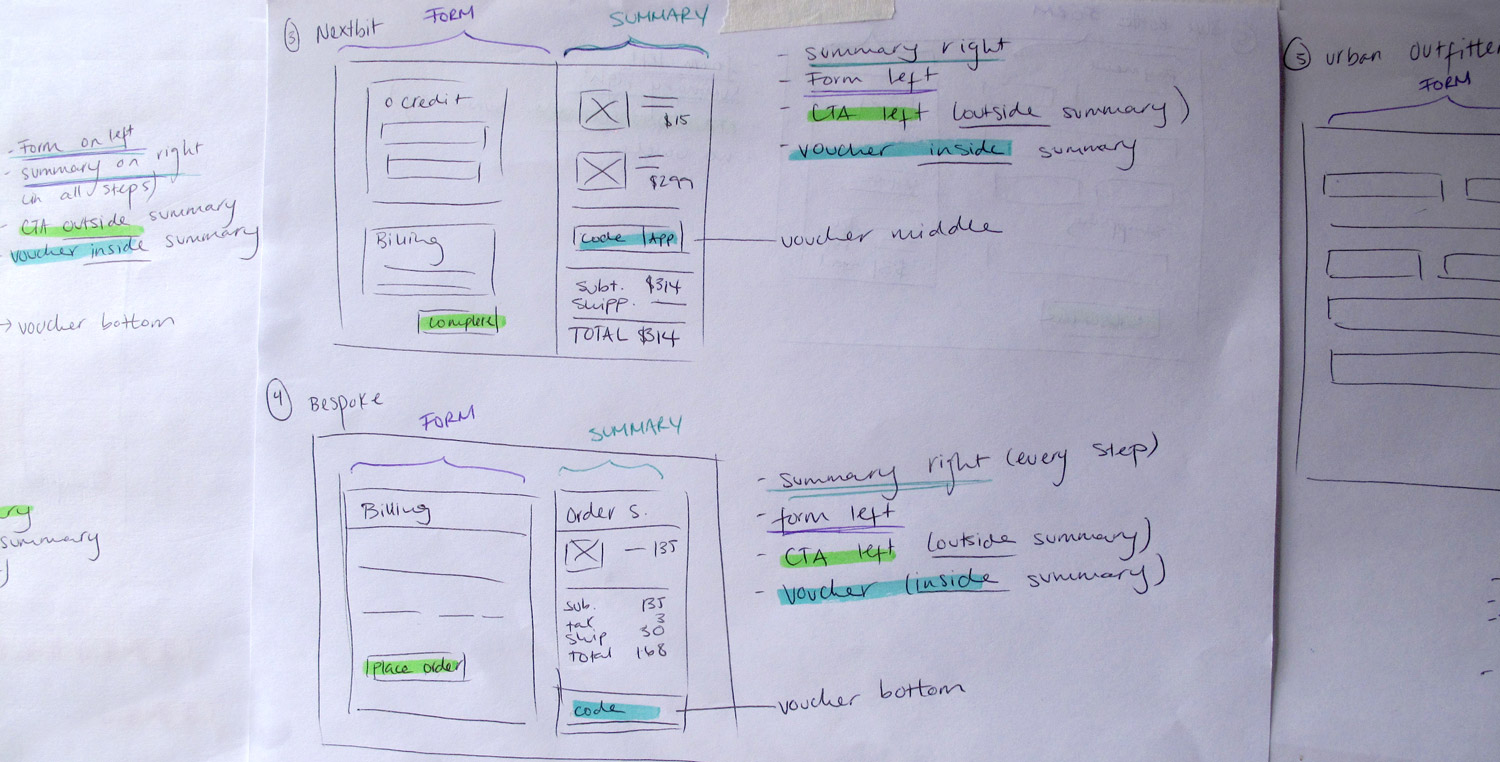 - Form on left
- summary on right
(in all steps)
- CTA outside summary
- voucher inside summary
→ voucher bottom
summary
3 Nextbit
FORM
SUMMARY
o credit
$15
$299
code APP
Billing
complete
subt. $314
shipp.
TOTAL $314
- summary right
- Form left
- CTA left (outside summary)
- voucher inside summary
voucher middle
4 Bespoke
FORM
SUMMARY
Billing
place order
Order s.
135
sub. 135
tax 3
ship 30
Total 168
code
- summary right (every step)
- form left
- CTA left (outside summary)
- voucher (inside summary)
voucher bottom
5 urban outfitter
FORM